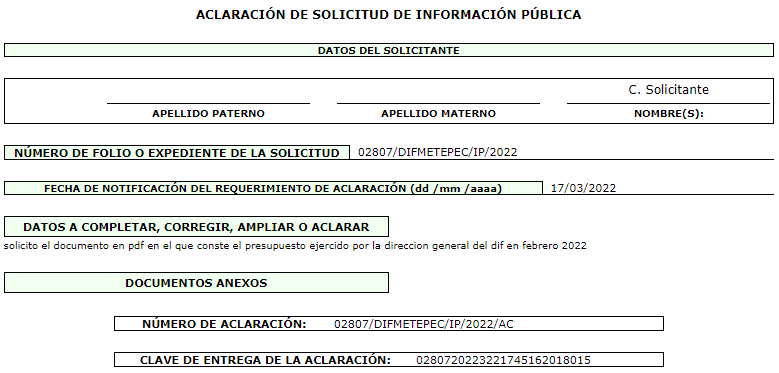 ACLARACIÓN DE SOLICITUD DE INFORMACIÓN PÚBLICA
DATOS DEL SOLICITANTE
C. Solicitante
APELLIDO PATERNO APELLIDO MATERNO NOMBRE(S):
NÚMERO DE FOLIO O EXPEDIENTE DE LA SOLICITUD 02807/DIFMETEPEC/IP/2022
FECHA DE NOTIFICACIÓN DEL REQUERIMIENTO DE ACLARACIÓN (dd /mm /aaaa) 17/03/2022
DATOS A COMPLETAR, CORREGIR, AMPLIAR O ACLARAR
solicito el documento en pdf en el que conste el presupuesto ejercido por la direccion general del dif en febrero 2022
DOCUMENTOS ANEXOS
NÚMERO DE ACLARACIÓN: 02807/DIFMETEPEC/IP/2022/AC
CLAVE DE ENTREGA DE LA ACLARACIÓN: 028072022322174516201​8015